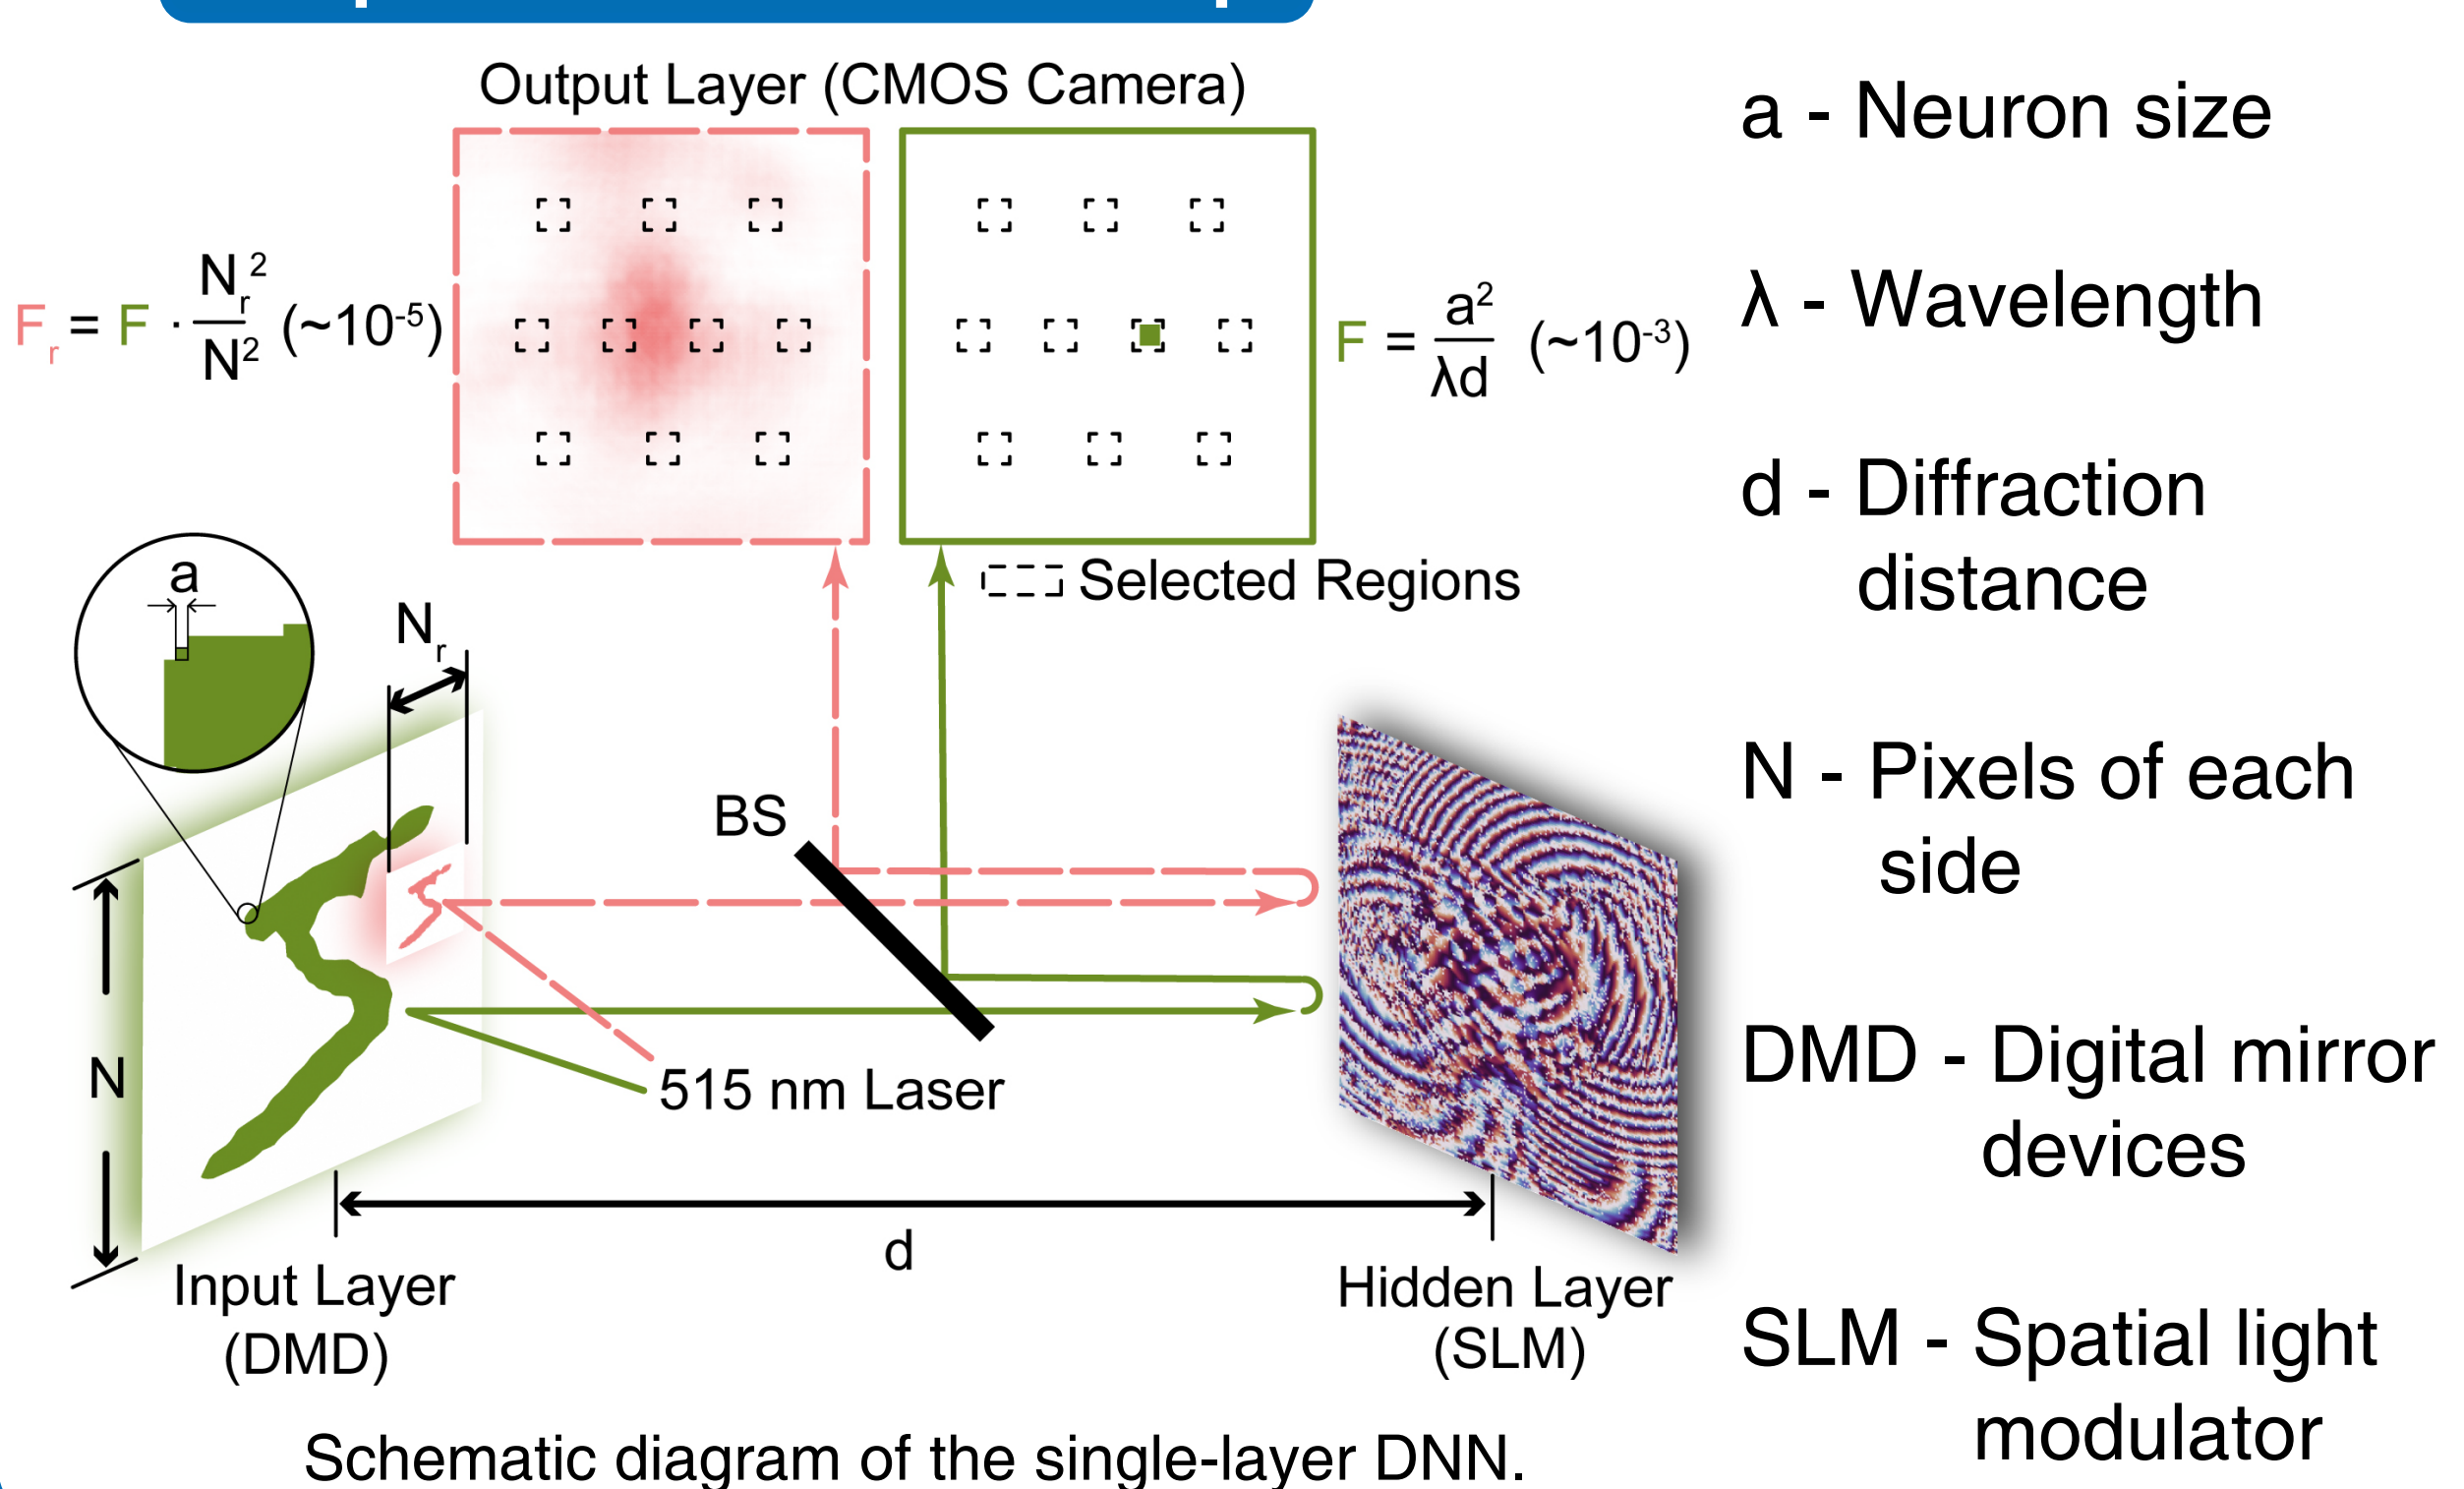 Output Layer (CMOS Camera)
F_r = F · N_r^2 / N^2 (~10^-5)
F = a^2 / λd (~10^-3)
Selected Regions
a
N_r
BS
N
515 nm Laser
d
Input Layer
(DMD)
Hidden Layer
(SLM)
Schematic diagram of the single-layer DNN.
a - Neuron size
λ - Wavelength
d - Diffraction
distance
N - Pixels of each
side
DMD - Digital mirror
devices
SLM - Spatial light
modulator